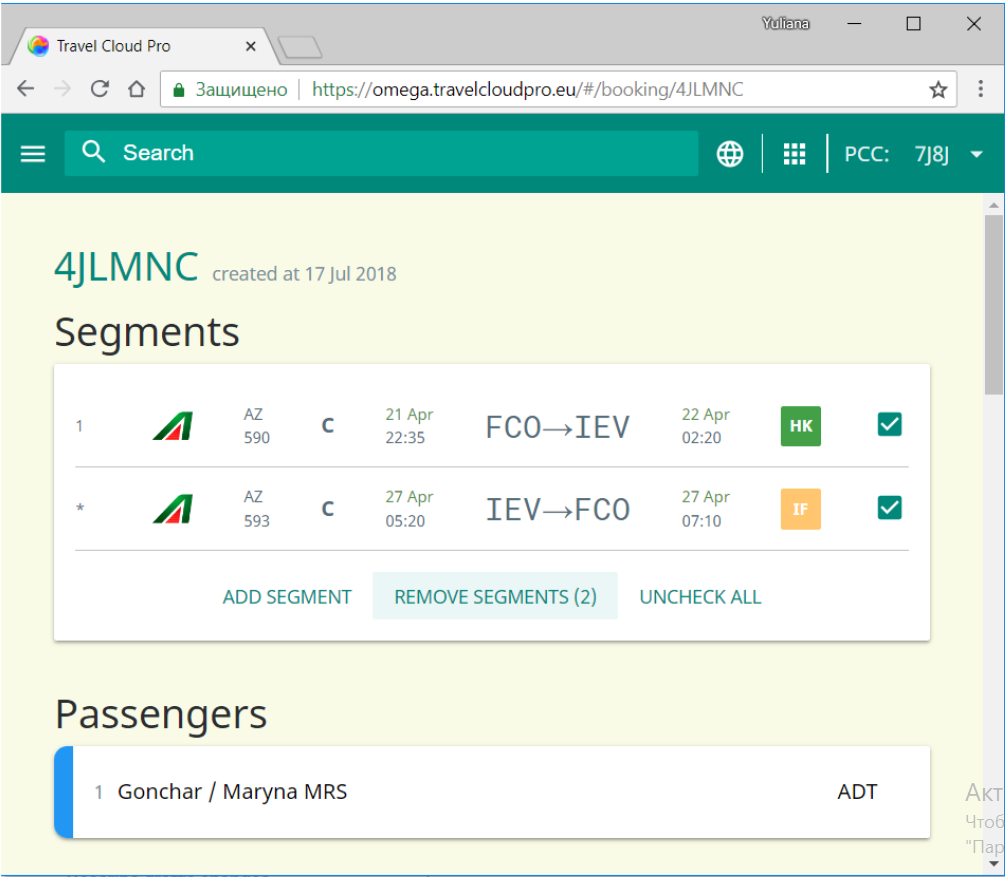 Yuliana
Travel Cloud Pro
Защищено https://omega.travelcloudpro.eu/#/booking/4JLMNC
Search PCC: 7J8J
4JLMNC created at 17 Jul 2018
Segments
1 AZ 590 C 21 Apr 22:35 FCO→IEV 22 Apr 02:20 HK
* AZ 593 C 27 Apr 05:20 IEV→FCO 27 Apr 07:10 IF
ADD SEGMENT REMOVE SEGMENTS (2) UNCHECK ALL
Passengers
1 Gonchar / Maryna MRS ADT
Акт
Чтоб
"Пар